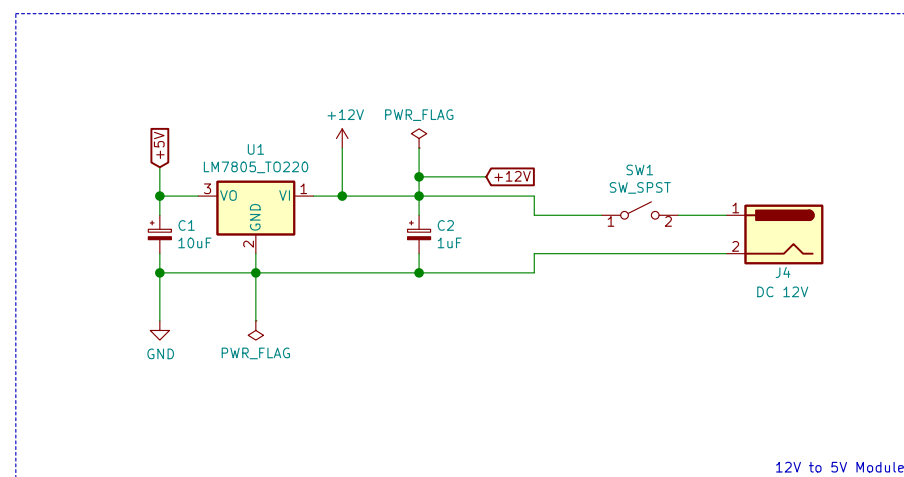 +12V
PWR_FLAG
+5V
U1
LM7805_TO220
+12V
SW1
SW_SPST
3
VO
VI
1
GND
2
+
C1
10uF
+
C2
1uF
1
2
1
2
J4
DC 12V
GND
PWR_FLAG
12V to 5V Module